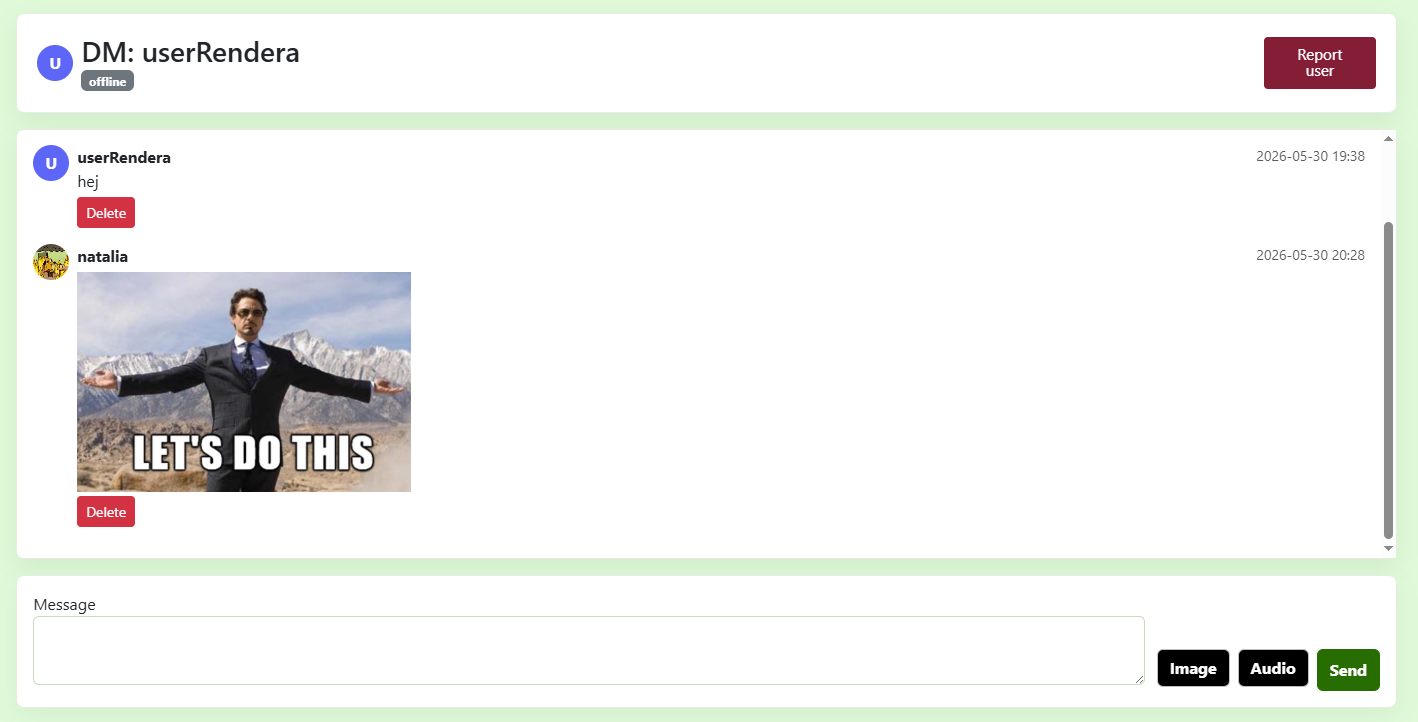 U
DM: userRendera
offline
Report
user
U
userRendera
2026-05-30 19:38
hej
Delete
natalia
2026-05-30 20:28
LET'S DO THIS
Delete
Message
Image
Audio
Send